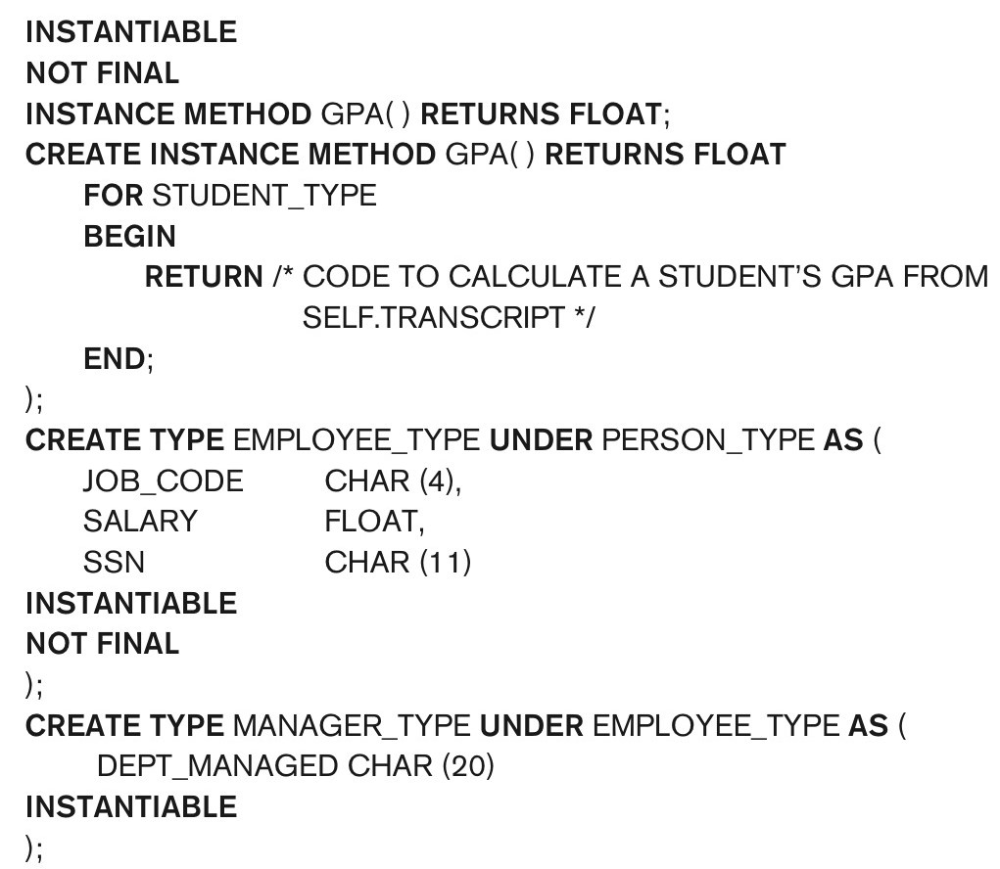 INSTANTIABLE
NOT FINAL
INSTANCE METHOD GPA( ) RETURNS FLOAT;
CREATE INSTANCE METHOD GPA( ) RETURNS FLOAT
FOR STUDENT_TYPE
BEGIN
RETURN /* CODE TO CALCULATE A STUDENT’S GPA FROM
SELF.TRANSCRIPT */
END;
);
CREATE TYPE EMPLOYEE_TYPE UNDER PERSON_TYPE AS (
JOB_CODE CHAR (4),
SALARY FLOAT,
SSN CHAR (11)
INSTANTIABLE
NOT FINAL
);
CREATE TYPE MANAGER_TYPE UNDER EMPLOYEE_TYPE AS (
DEPT_MANAGED CHAR (20)
INSTANTIABLE
);